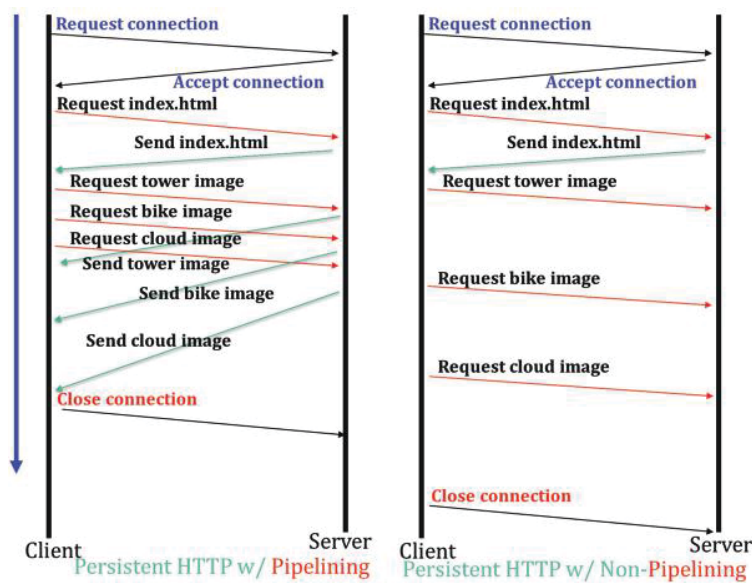 Request connection
Accept connection
Request index.html
Send index.html
Request tower image
Request bike image
Request cloud image
Send tower image
Send bike image
Send cloud image
Close connection
Client
Server
Persistent HTTP w/ Pipelining
Request connection
Accept connection
Request index.html
Send index.html
Request tower image
Request bike image
Request cloud image
Close connection
Client
Server
Persistent HTTP w/ Non-Pipelining